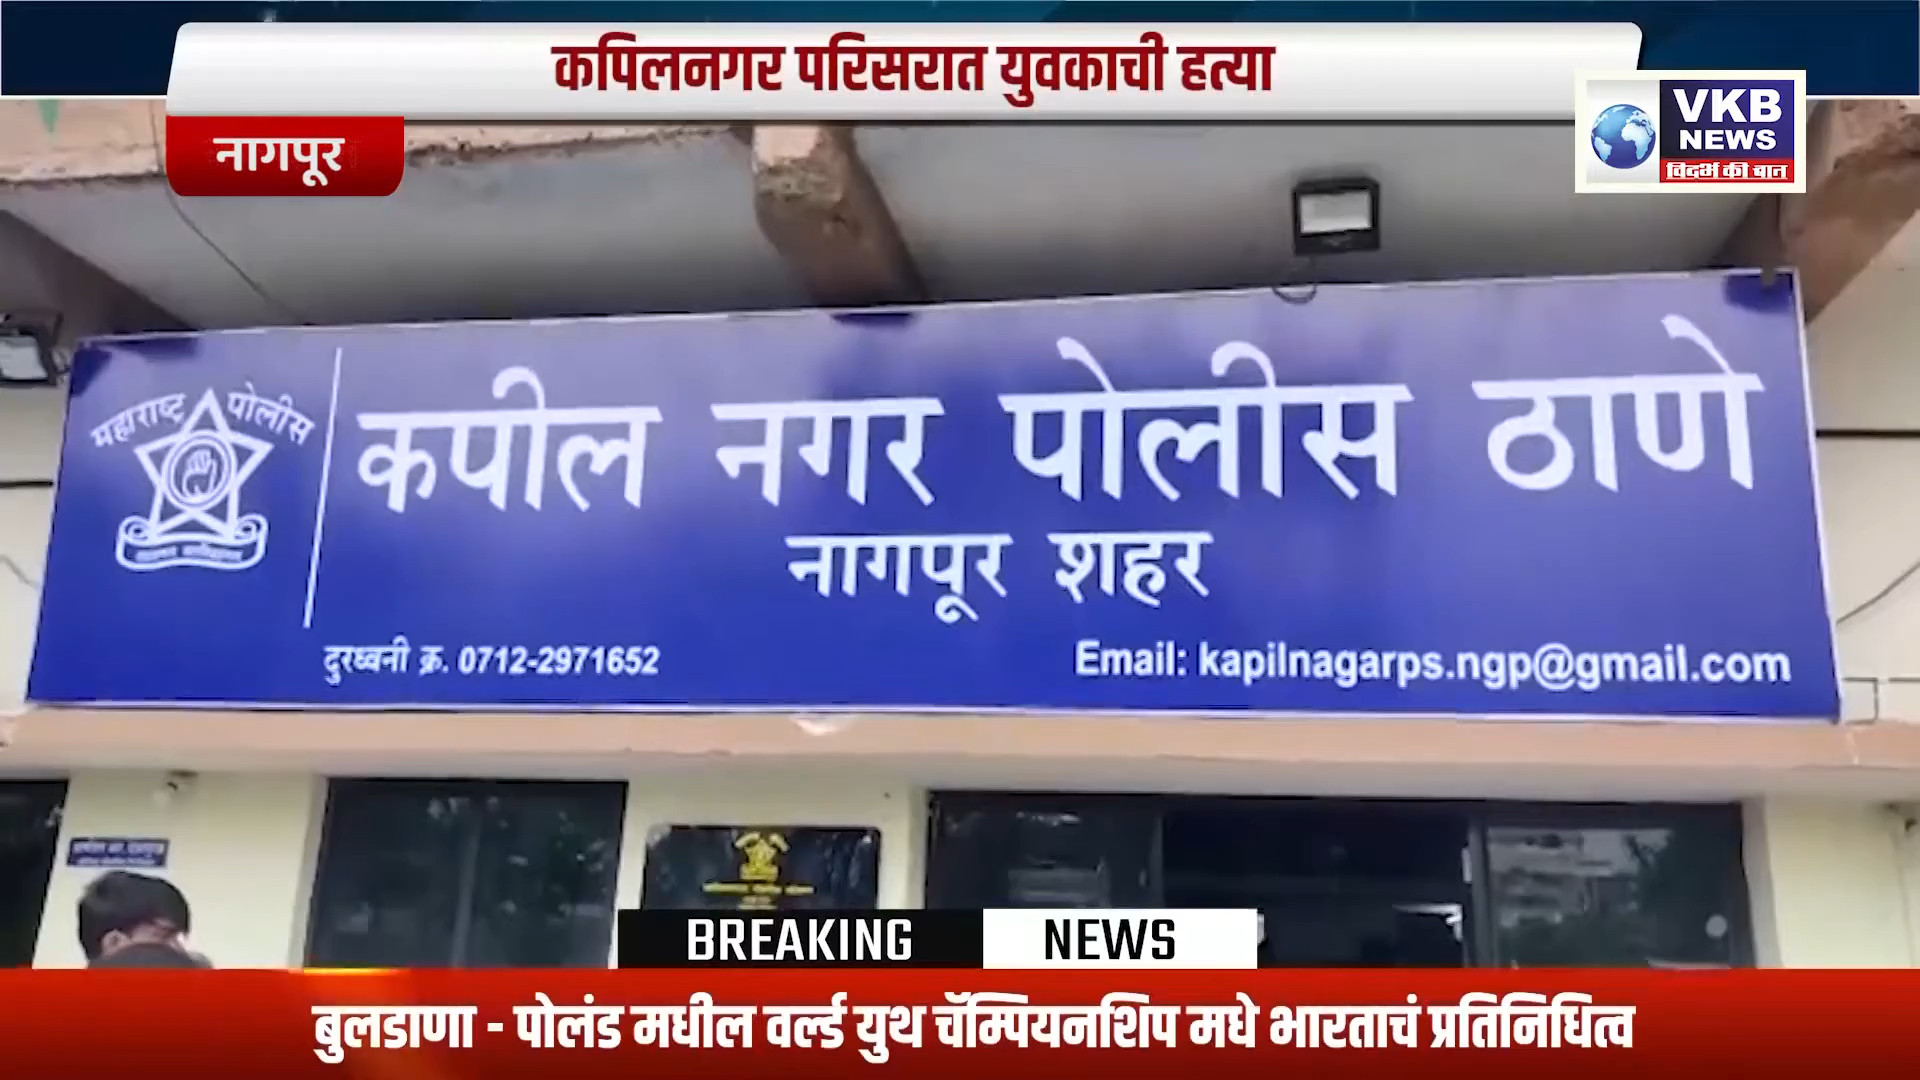 कपिलनगर परिसरात युवकाची हत्या
नागपूर
VKB
NEWS
विदर्भ की बात
महाराष्ट्र पोलीस
कपील नगर पोलीस ठाणे
नागपूर शहर
दुरध्वनी क्र. 0712-2971652
Email: kapilnagarps.ngp@gmail.com
BREAKING NEWS
बुलडाणा - पोलंड मधील वर्ल्ड युथ चॅम्पियनशिप मधे भारताचं प्रतिनिधित्व